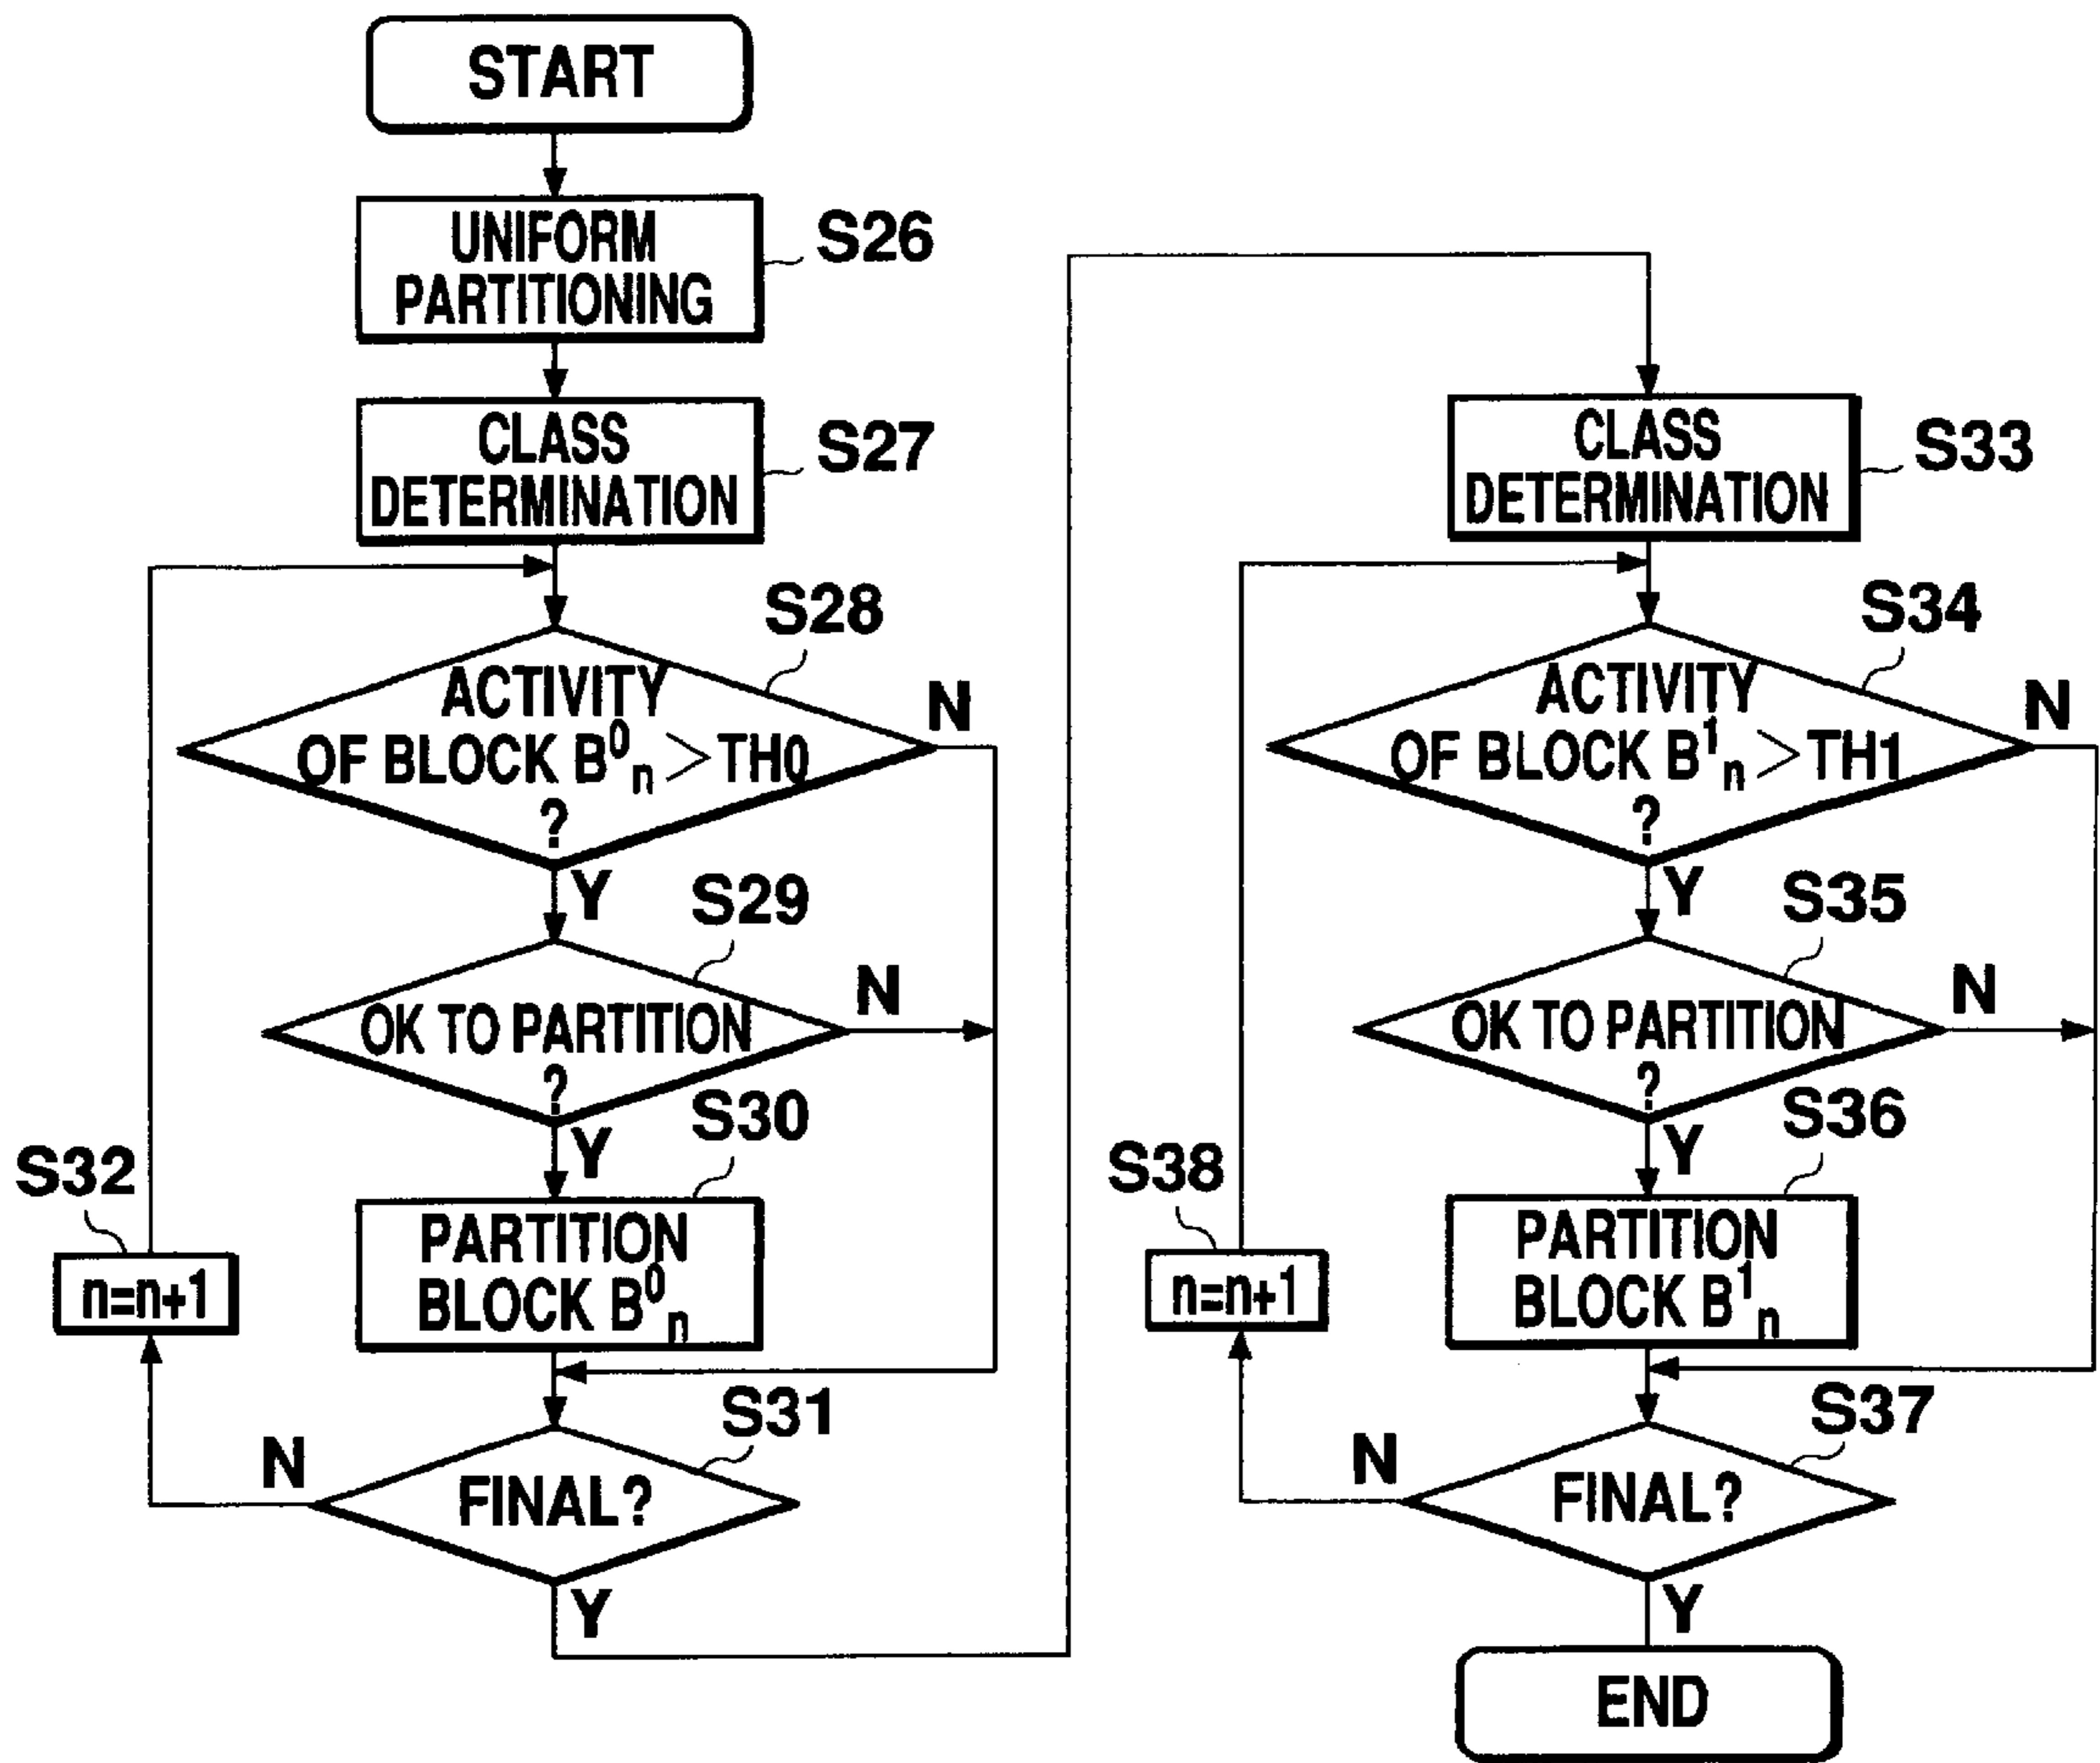 START
UNIFORM
PARTITIONING
S26
CLASS
DETERMINATION
S27
S28
ACTIVITY
OF BLOCK B⁰ₙ > TH0
?
N
Y
S29
OK TO PARTITION
?
N
Y
S30
PARTITION
BLOCK B⁰ₙ
S32
n=n+1
S31
FINAL?
N
Y
CLASS
DETERMINATION
S33
S34
ACTIVITY
OF BLOCK B¹ₙ > TH1
?
N
Y
S35
OK TO PARTITION
?
N
Y
S36
PARTITION
BLOCK B¹ₙ
S38
n=n+1
S37
FINAL?
N
Y
END